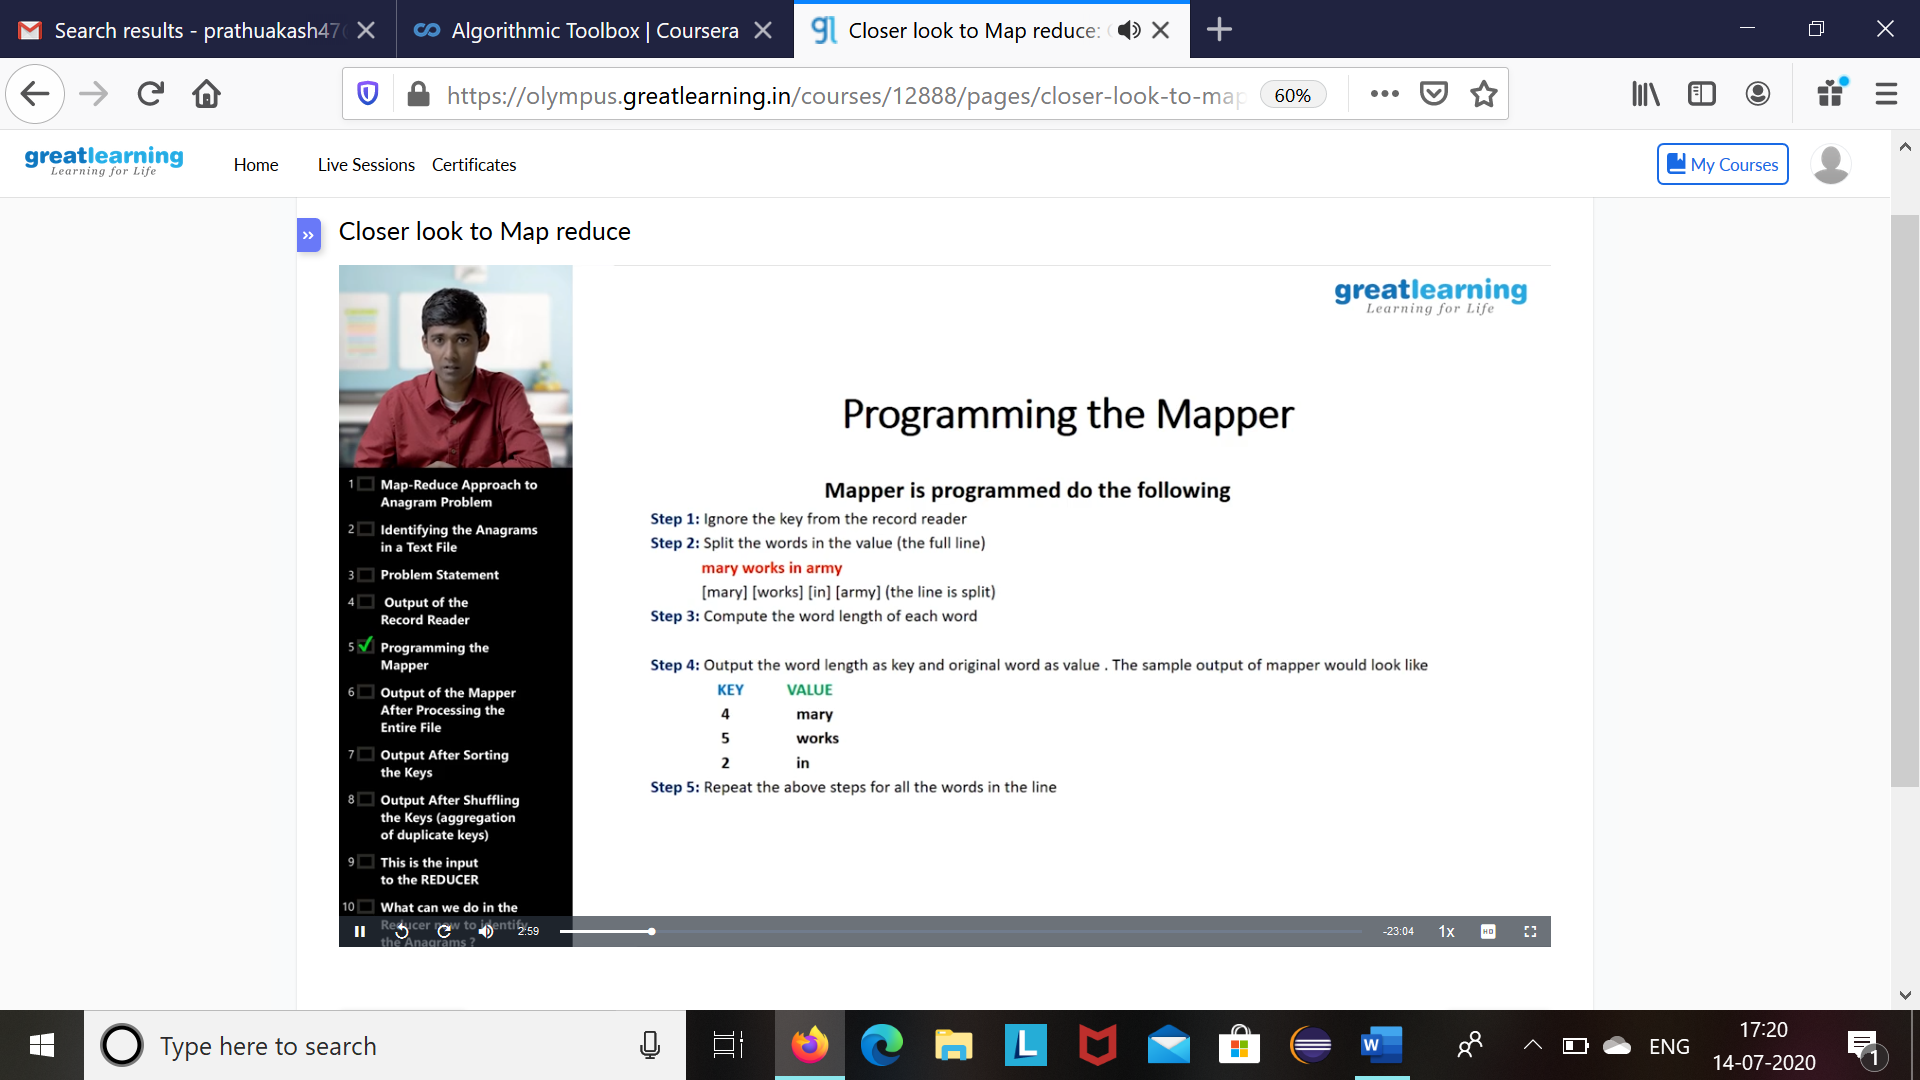 Search results - prathuakash47
Algorithmic Toolbox | Coursera
gl Closer look to Map reduce:
https://olympus.greatlearning.in/courses/12888/pages/closer-look-to-map
60%
greatlearning
Learning for Life
Home
Live Sessions
Certificates
My Courses
Closer look to Map reduce
greatlearning
Learning for Life
Programming the Mapper
Mapper is programmed do the following
Step 1: Ignore the key from the record reader
Step 2: Split the words in the value (the full line)
mary works in army
[mary] [works] [in] [army] (the line is split)
Step 3: Compute the word length of each word
Step 4: Output the word length as key and original word as value . The sample output of mapper would look like
KEY VALUE
4 mary
5 works
2 in
Step 5: Repeat the above steps for all the words in the line
1 Map-Reduce Approach to
Anagram Problem
2 Identifying the Anagrams
in a Text File
3 Problem Statement
4 Output of the
Record Reader
5 Programming the
Mapper
6 Output of the Mapper
After Processing the
Entire File
7 Output After Sorting
the Keys
8 Output After Shuffling
the Keys (aggregation
of duplicate keys)
9 This is the input
to the REDUCER
10 What can we do in the
Reducer now to identify
the Anagrams ?
2:59
-23:04
1x
HD
Type here to search
L
W
ENG
17:20
14-07-2020
1